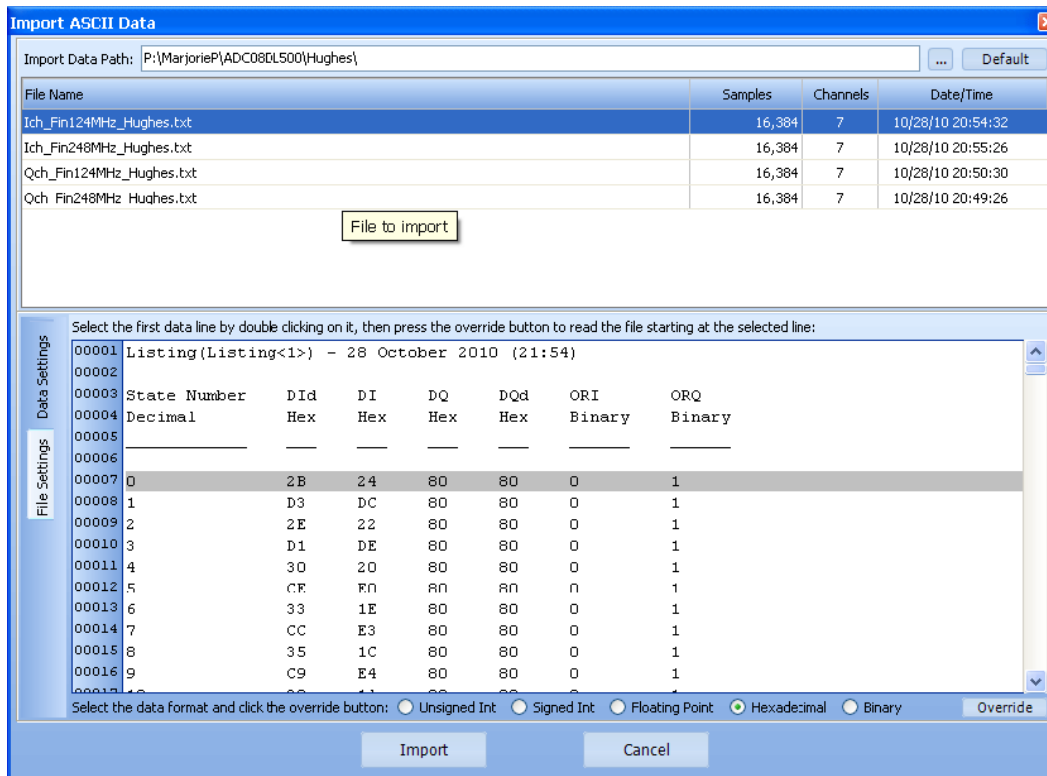 Import ASCII Data
Import Data Path: P:\MarjorieP\ADC08DL500\Hughes\ ... Default
File Name Samples Channels Date/Time
Ich_Fin124MHz_Hughes.txt 16,384 7 10/28/10 20:54:32
Ich_Fin248MHz_Hughes.txt 16,384 7 10/28/10 20:55:26
Qch_Fin124MHz_Hughes.txt 16,384 7 10/28/10 20:50:30
Qch_Fin248MHz_Hughes.txt 16,384 7 10/28/10 20:49:26
File to import
Data Settings
File Settings
Select the first data line by double clicking on it, then press the override button to read the file starting at the selected line:
00001 Listing(Listing<1>) - 28 October 2010 (21:54)
00002
00003 State Number DId DI DQ DQd ORI ORQ
00004 Decimal Hex Hex Hex Hex Binary Binary
00005
00006
00007 0 2B 24 80 80 0 1
00008 1 D3 DC 80 80 0 1
00009 2 2E 22 80 80 0 1
00010 3 D1 DE 80 80 0 1
00011 4 30 20 80 80 0 1
00012 5 CE E0 80 80 0 1
00013 6 33 1E 80 80 0 1
00014 7 CC E3 80 80 0 1
00015 8 35 1C 80 80 0 1
00016 9 C9 E4 80 80 0 1
Select the data format and click the override button: Unsigned Int Signed Int Floating Point Hexadecimal Binary Override
Import Cancel